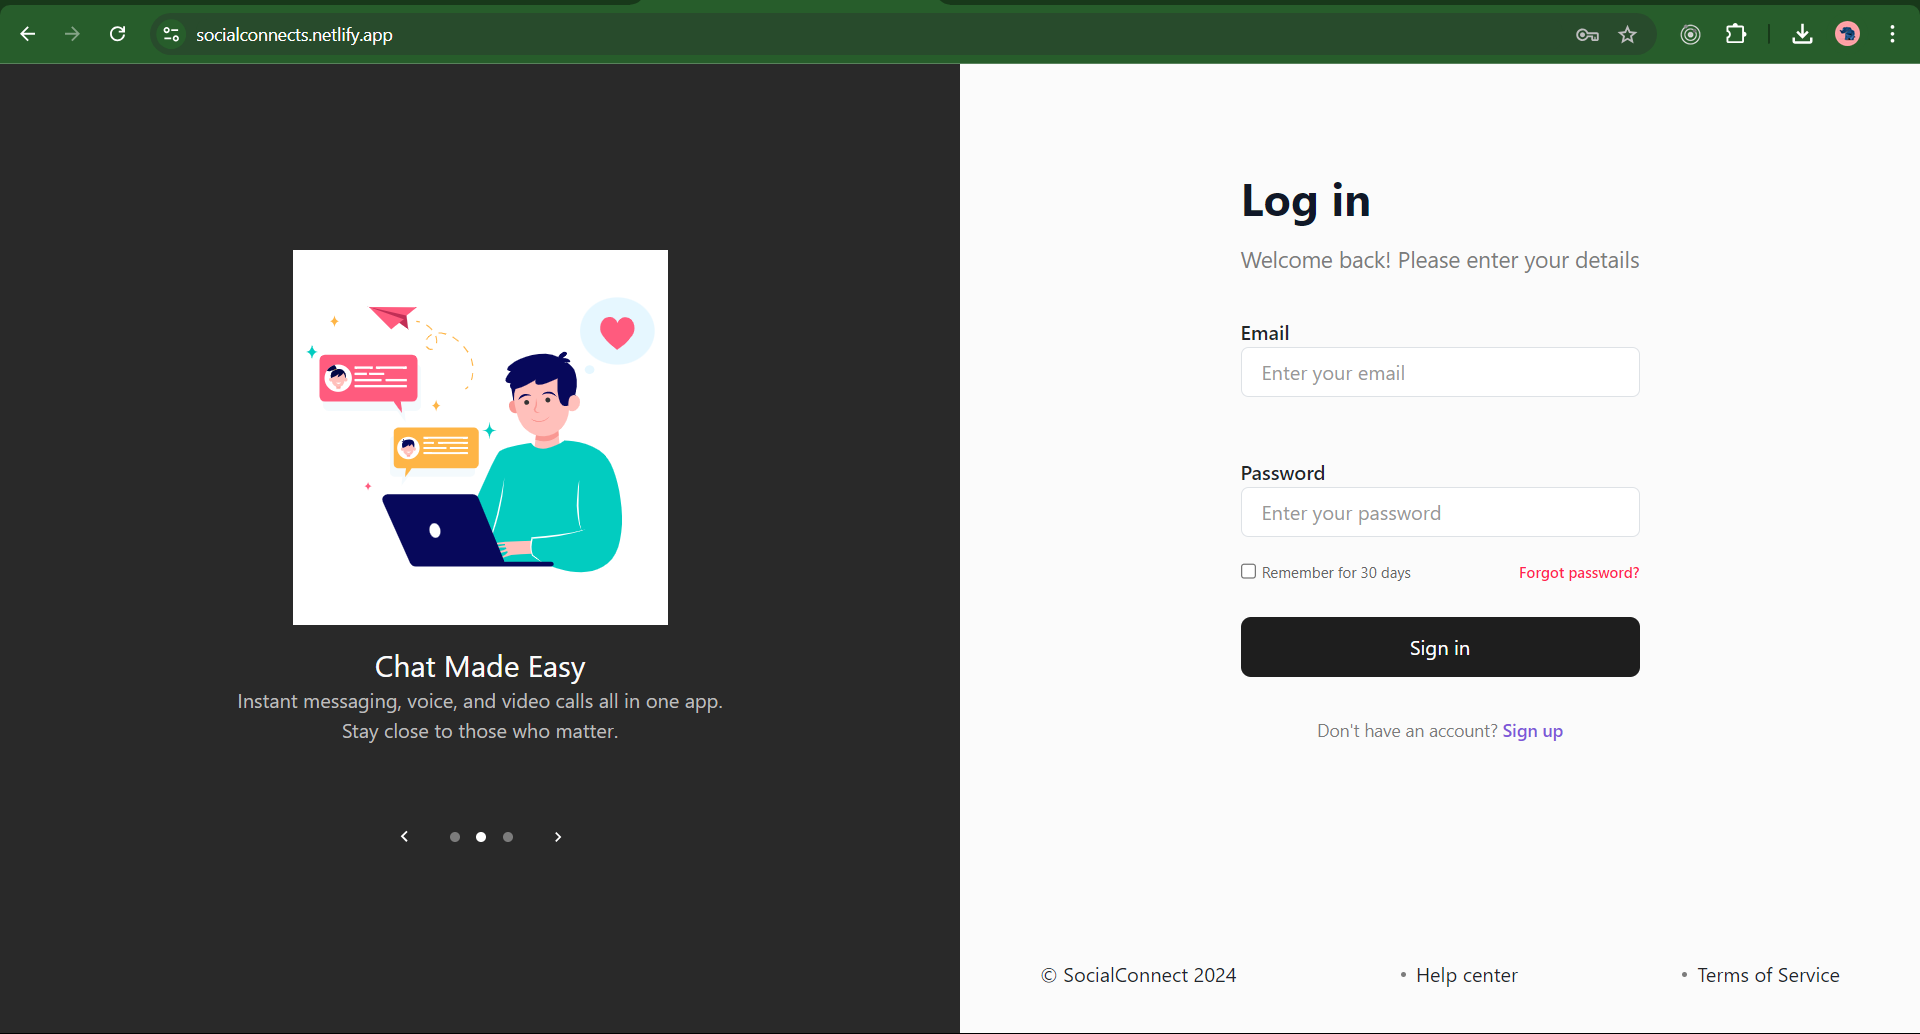 socialconnects.netlify.app
Chat Made Easy
Instant messaging, voice, and video calls all in one app.
Stay close to those who matter.
Log in
Welcome back! Please enter your details
Email
Enter your email
Password
Enter your password
Remember for 30 days
Forgot password?
Sign in
Don't have an account? Sign up
© SocialConnect 2024
• Help center
• Terms of Service